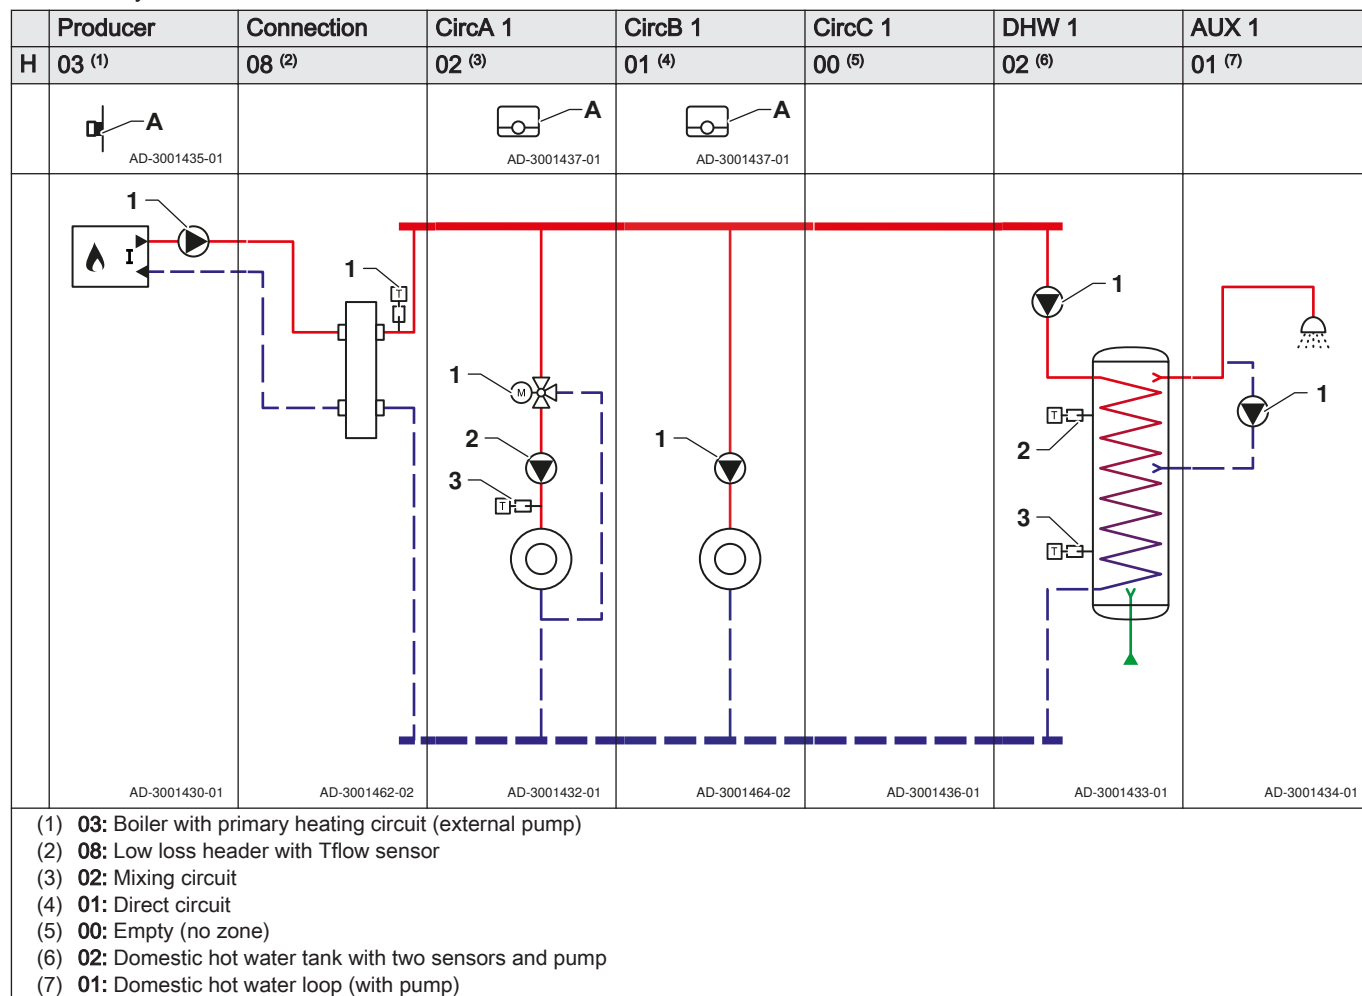 Producer Connection CircA 1 CircB 1 CircC 1 DHW 1 AUX 1
H 03 (1) 08 (2) 02 (3) 01 (4) 00 (5) 02 (6) 01 (7)
A A A
AD-3001435-01 AD-3001437-01 AD-3001437-01
1
I
1
T
1
1
M
1
1
2
1
T
2
3
T
3
T
AD-3001430-01 AD-3001462-02 AD-3001432-01 AD-3001464-02 AD-3001436-01 AD-3001433-01 AD-3001434-01
(1) 03: Boiler with primary heating circuit (external pump)
(2) 08: Low loss header with Tflow sensor
(3) 02: Mixing circuit
(4) 01: Direct circuit
(5) 00: Empty (no zone)
(6) 02: Domestic hot water tank with two sensors and pump
(7) 01: Domestic hot water loop (with pump)